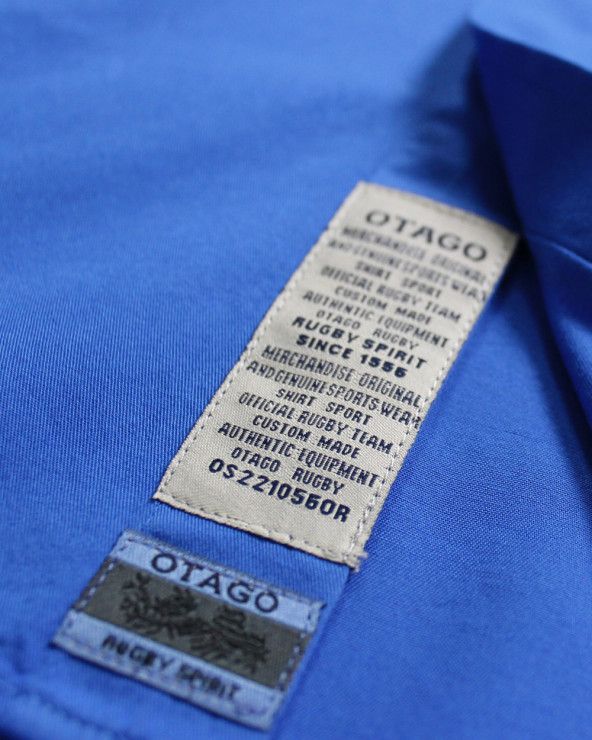 OTAGO
MERCHANDISE ORIGINAL
AND GENUINE SPORTS WEAR
SHIRT SPORT
OFFICIAL RUGBY TEAM
CUSTOM MADE
AUTHENTIC EQUIPMENT
OTAGO RUGBY
RUGBY SPIRIT
SINCE 1556
MERCHANDISE ORIGINAL
AND GENUINE SPORTS WEAR
SHIRT SPORT
OFFICIAL RUGBY TEAM
CUSTOM MADE
AUTHENTIC EQUIPMENT
OTAGO RUGBY
OS2210560R
OTAGO
RUGBY SPIRIT